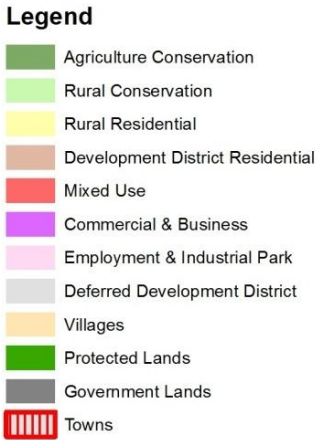 Legend
Agriculture Conservation
Rural Conservation
Rural Residential
Development District Residential
Mixed Use
Commercial & Business
Employment & Industrial Park
Deferred Development District
Villages
Protected Lands
Government Lands
Towns